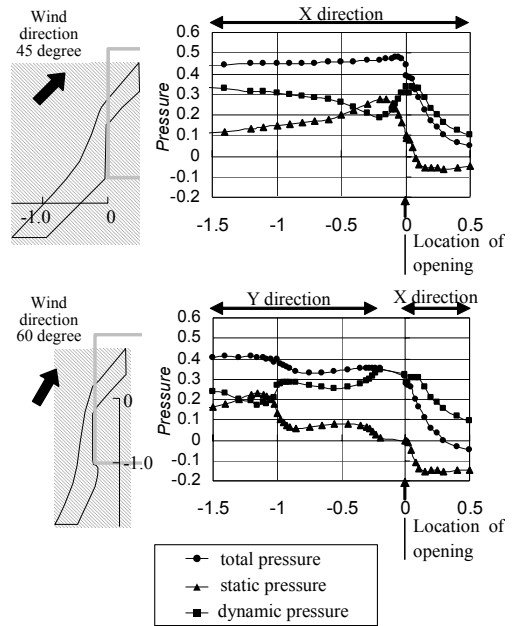 Wind
direction
45 degree
-1.0
0
X direction
Pressure
0.6
0.5
0.4
0.3
0.2
0.1
0
-0.1
-0.2
-1.5
-1
-0.5
0
0.5
Location of
opening
Wind
direction
60 degree
0
-1.0
Y direction
X direction
Pressure
0.6
0.5
0.4
0.3
0.2
0.1
0
-0.1
-0.2
-1.5
-1
-0.5
0
0.5
Location of
opening
total pressure
static pressure
dynamic pressure